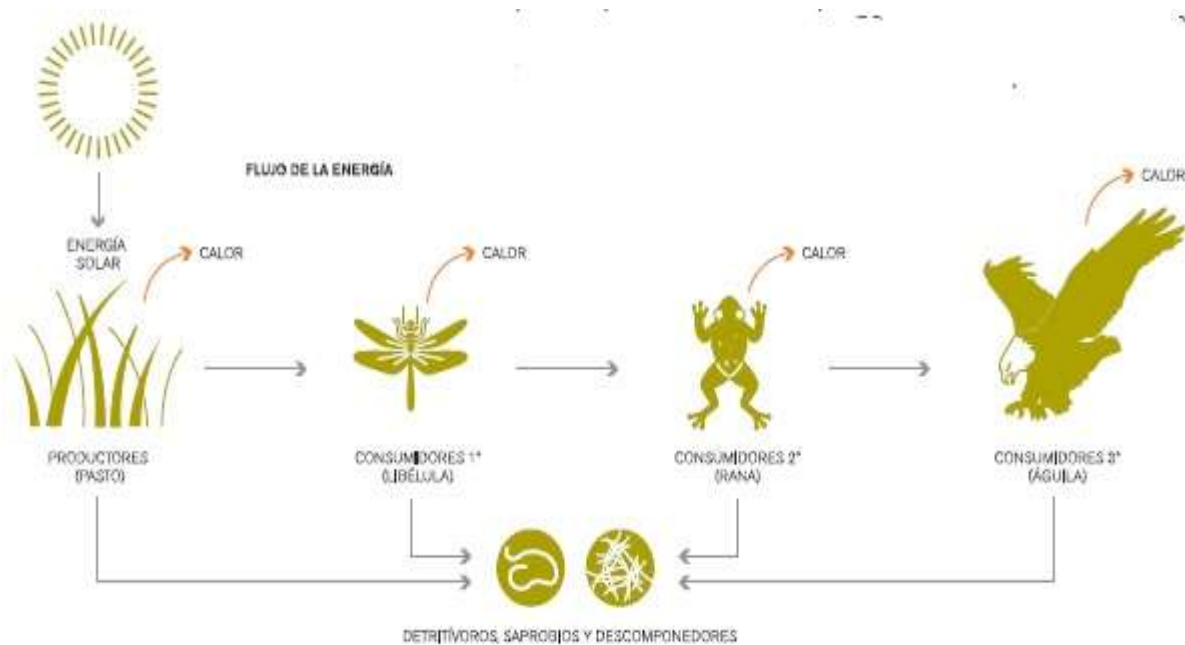 FLUJO DE LA ENERGÍA
ENERGÍA
SOLAR
CALOR
CALOR
CALOR
CALOR
PRODUCTORES
(PASTO)
CONSUMIDORES 1°
(LIBÉLULA)
CONSUMIDORES 2°
(RANA)
CONSUMIDORES 3°
(ÁGUILA)
DETRITÍVOROS, SAPROBIOS Y DESCOMPONEDORES